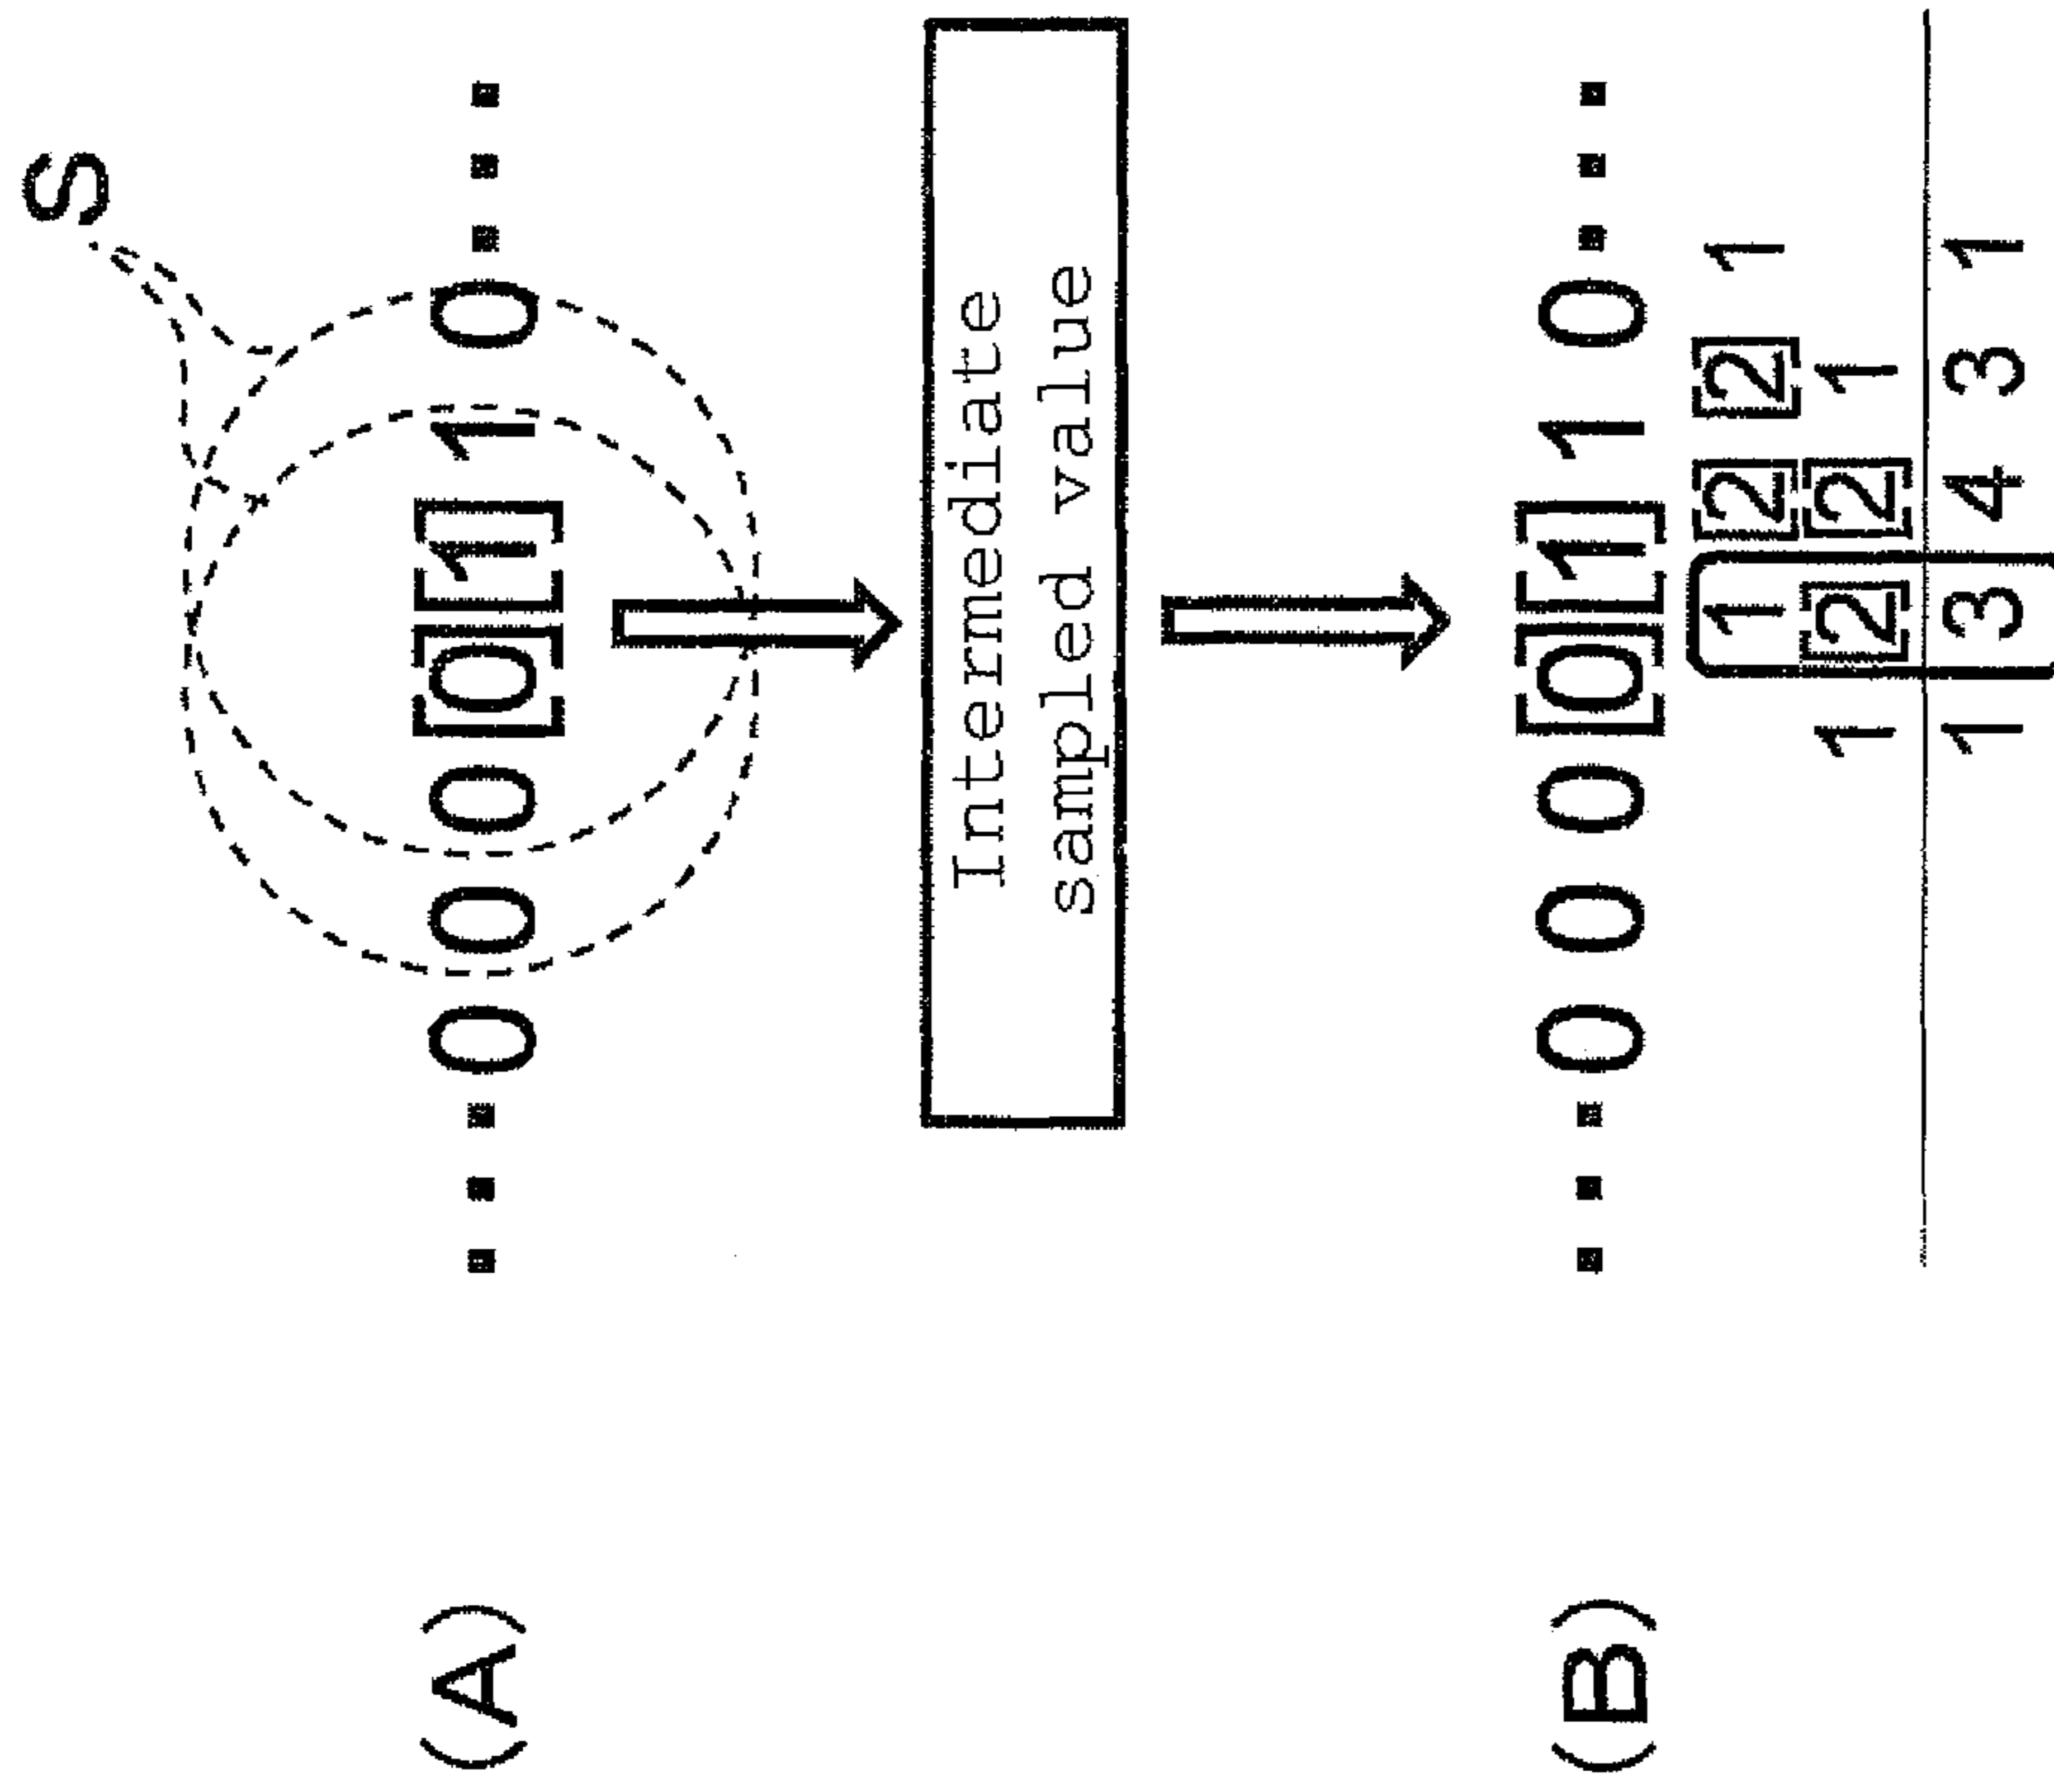 S
(A) ▪ ▪ ▪ 0 0 0 [0] [1] 1 0 ▪ ▪ ▪
Intermediate
sampled value
(B) ▪ ▪ ▪ 0 0 0 [0] [1] 1 0 ▪ ▪ ▪
1 [2] [2] 1
1 [2] [2] 1
1 3 4 3 1